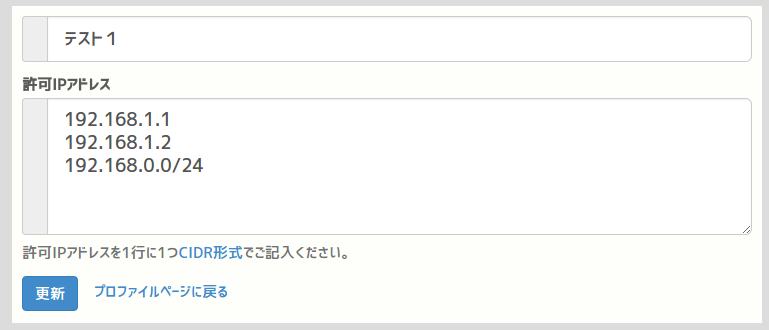 テスト1
許可IPアドレス
192.168.1.1
192.168.1.2
192.168.0.0/24
許可IPアドレスを1行に1つCIDR形式でご記入ください。
更新 プロファイルページに戻る